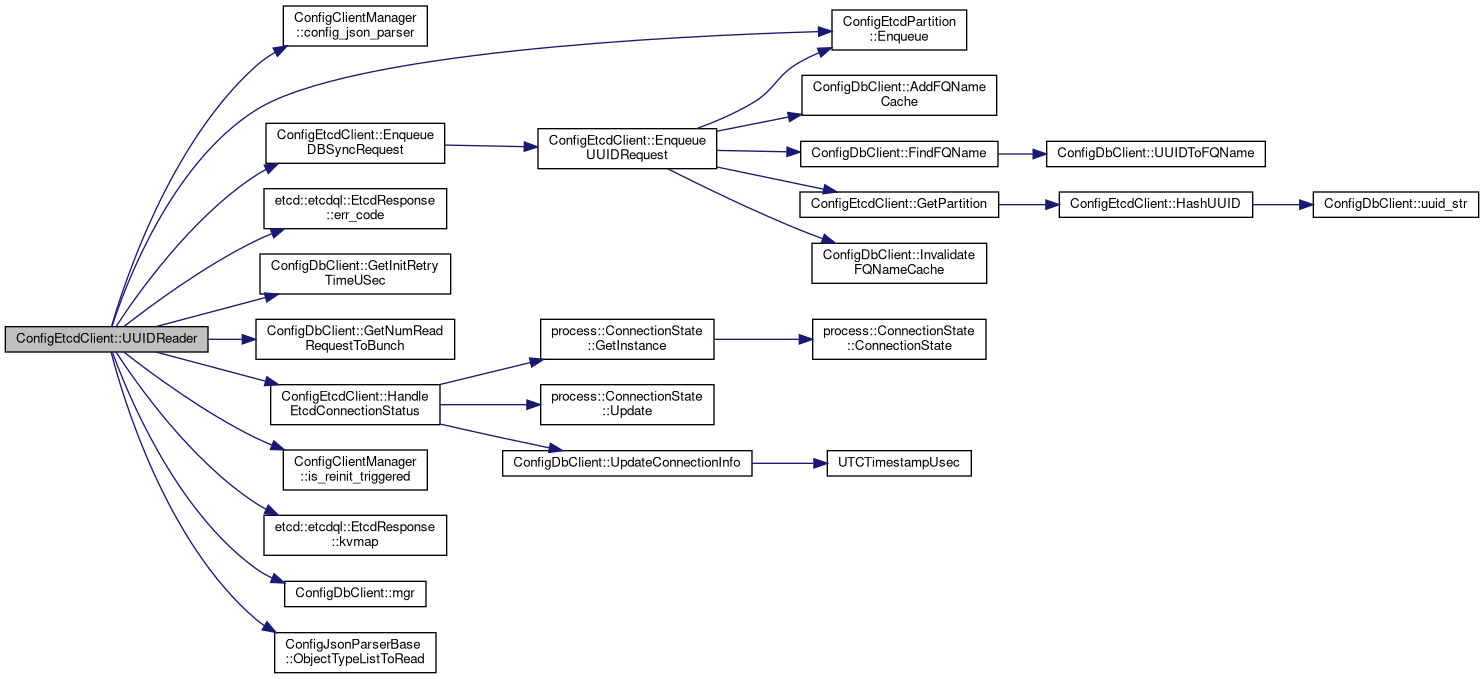 ConfigClientManager
::config_json_parser
ConfigEtcdPartition
::Enqueue
ConfigDbClient::AddFQName
Cache
ConfigEtcdClient::Enqueue
DBSyncRequest
ConfigEtcdClient::Enqueue
UUIDRequest
ConfigDbClient::FindFQName
ConfigDbClient::UUIDToFQName
etcd::etcdql::EtcdResponse
::err_code
ConfigEtcdClient::GetPartition
ConfigEtcdClient::HashUUID
ConfigDbClient::uuid_str
ConfigDbClient::GetInitRetry
TimeUSec
ConfigDbClient::Invalidate
FQNameCache
ConfigEtcdClient::UUIDReader
ConfigDbClient::GetNumRead
RequestToBunch
process::ConnectionState
::GetInstance
process::ConnectionState
::ConnectionState
ConfigEtcdClient::Handle
EtcdConnectionStatus
process::ConnectionState
::Update
ConfigClientManager
::is_reinit_triggered
ConfigDbClient::UpdateConnectionInfo
UTCTimestampUsec
etcd::etcdql::EtcdResponse
::kvmap
ConfigDbClient::mgr
ConfigJsonParserBase
::ObjectTypeListToRead